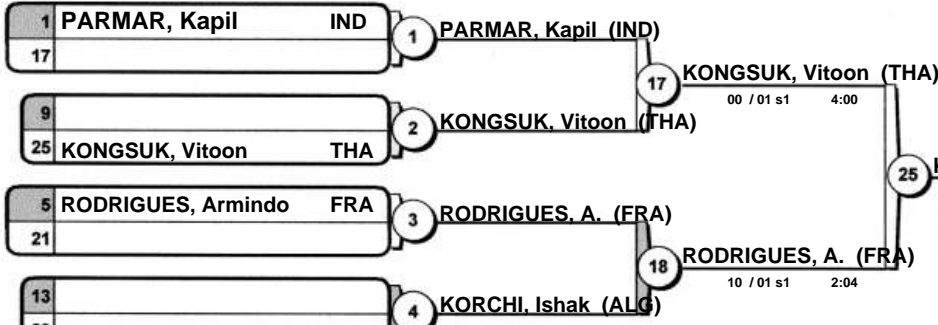 1 PARMAR, Kapil IND
17
1 PARMAR, Kapil (IND)
17 KONGSUK, Vitoon (THA)
00 / 01 s1 4:00
9
25 KONGSUK, Vitoon THA
2 KONGSUK, Vitoon (THA)
25
5 RODRIGUES, Armindo FRA
21
3 RODRIGUES, A. (FRA)
18 RODRIGUES, A. (FRA)
10 / 01 s1 2:04
13
4 KORCHI, Ishak (ALG)